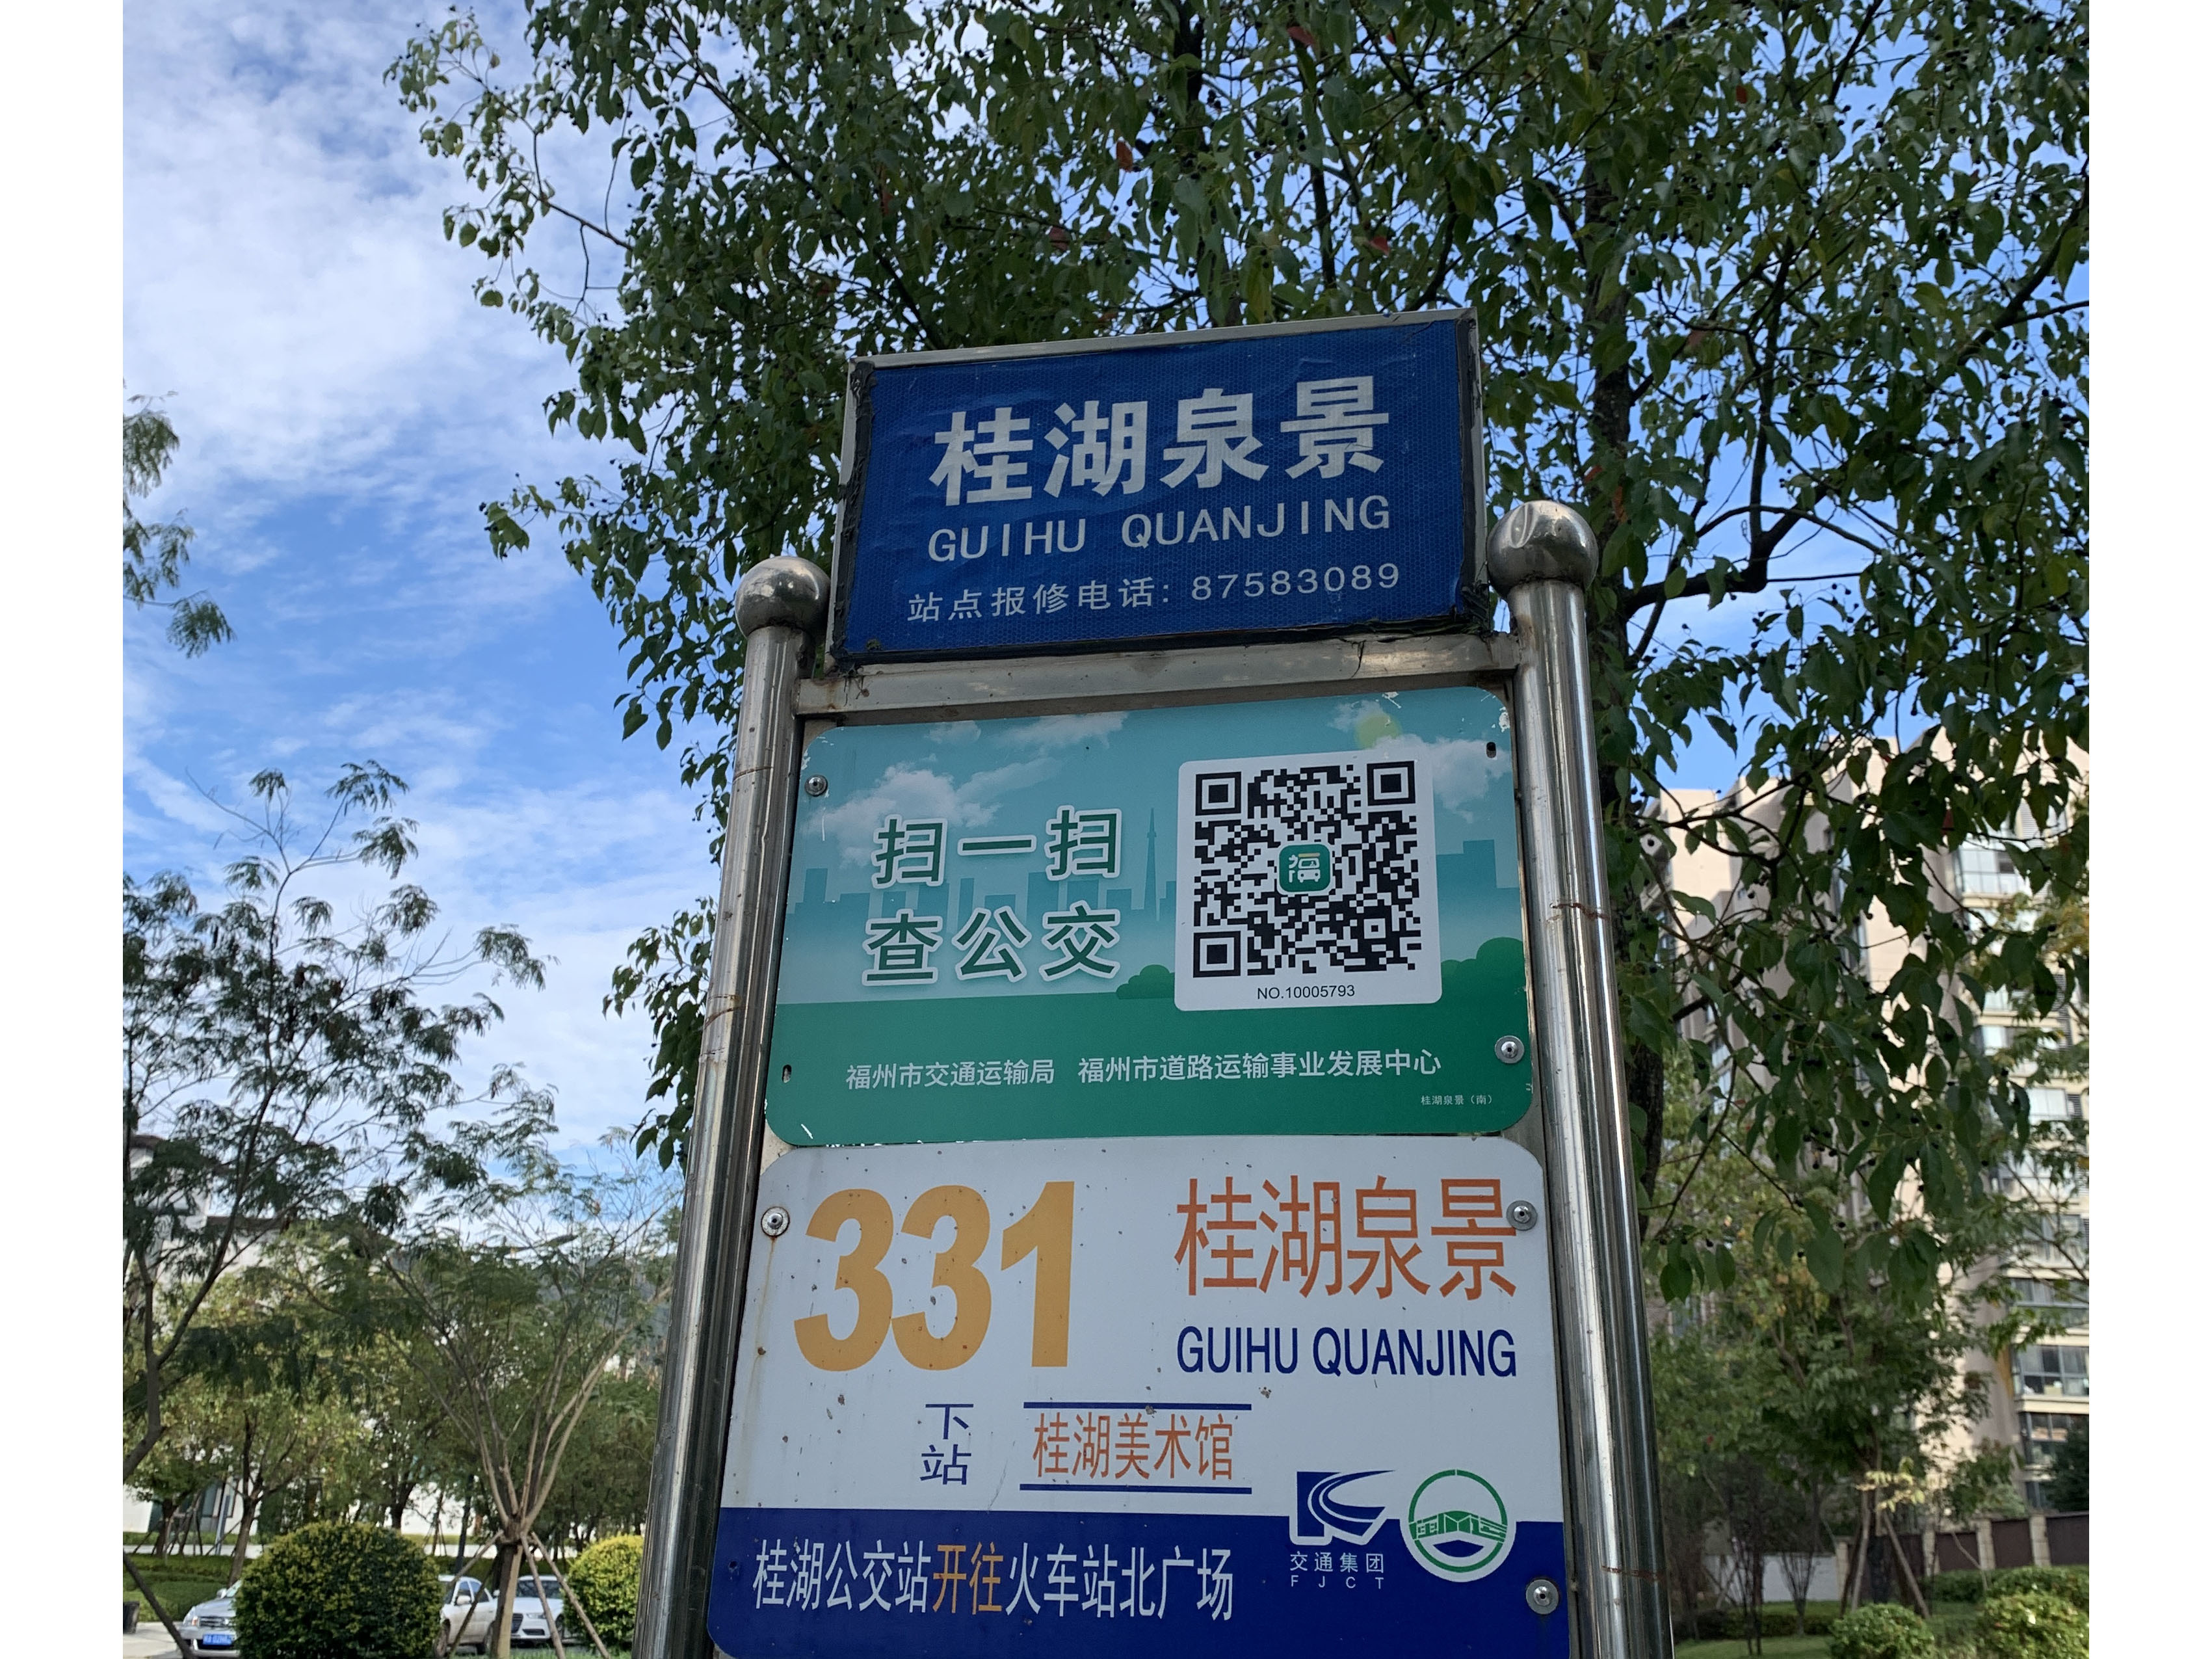 桂湖泉景
GUIHU QUANJING
站点报修电话: 87583089
扫一扫
查公交
福
NO.10005793
福州市交通运输局 福州市道路运输事业发展中心
桂湖泉景（南）
331
桂湖泉景
GUIHU QUANJING
下站
桂湖美术馆
桂湖公交站开往火车站北广场
交通集团
FJCT